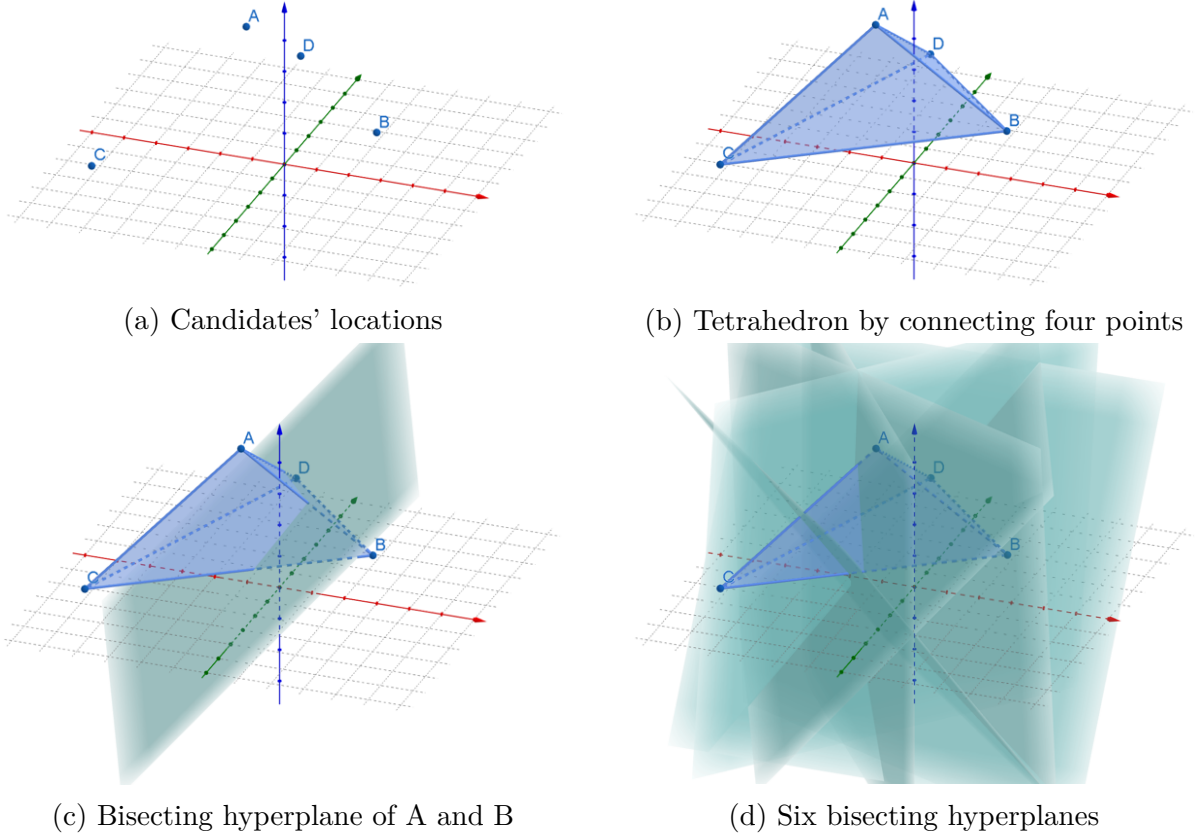 A
D
B
C
A
D
B
C
(a) Candidates' locations
(b) Tetrahedron by connecting four points
A
D
B
C
A
D
B
C
(c) Bisecting hyperplane of A and B
(d) Six bisecting hyperplanes